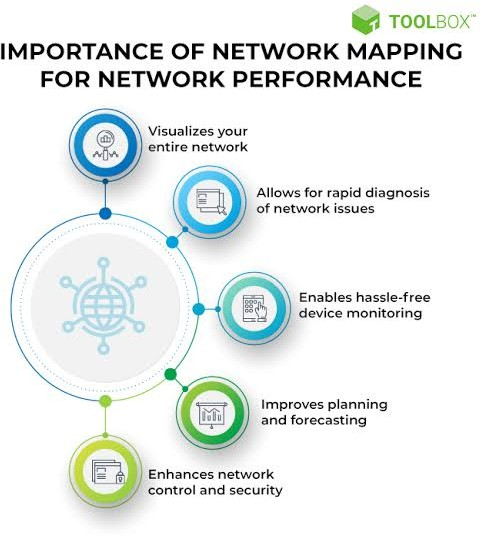 TOOLBOX™
IMPORTANCE OF NETWORK MAPPING
FOR NETWORK PERFORMANCE
Visualizes your
entire network
Allows for rapid diagnosis
of network issues
Enables hassle-free
device monitoring
Improves planning
and forecasting
Enhances network
control and security